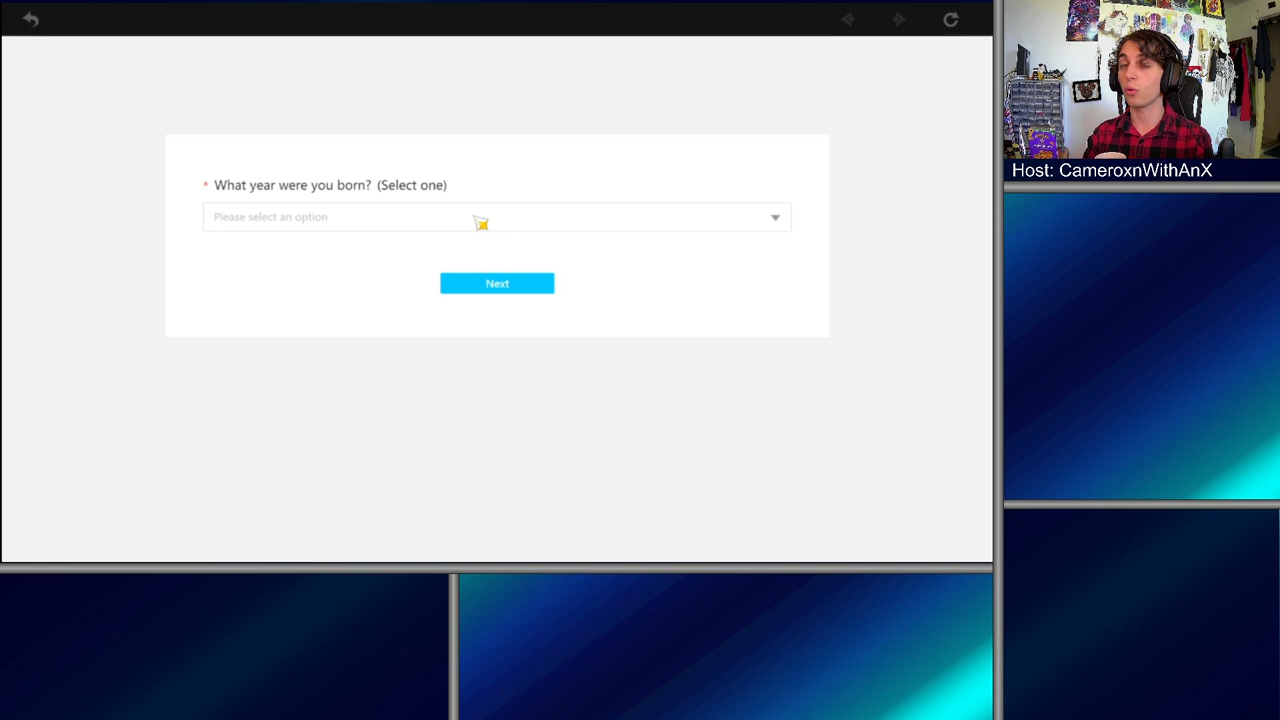 * What year were you born? (Select one)
Please select an option
Next
Host: CameroxnWithAnX